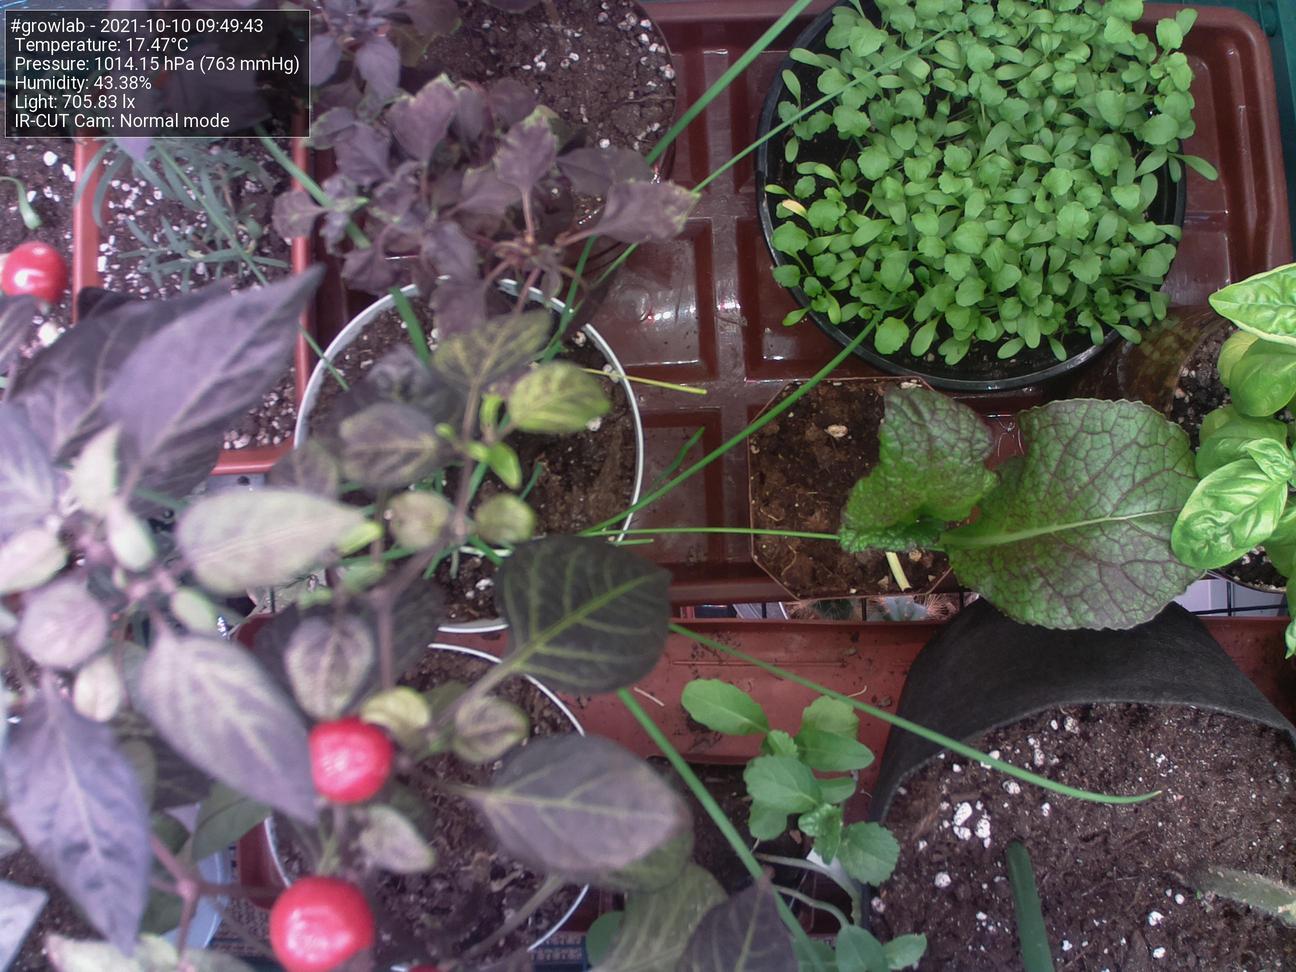 #growlab - 2021-10-10 09:49:43
Temperature: 17.47°C
Pressure: 1014.15 hPa (763 mmHg)
Humidity: 43.38%
Light: 705.83 lx
IR-CUT Cam: Normal mode